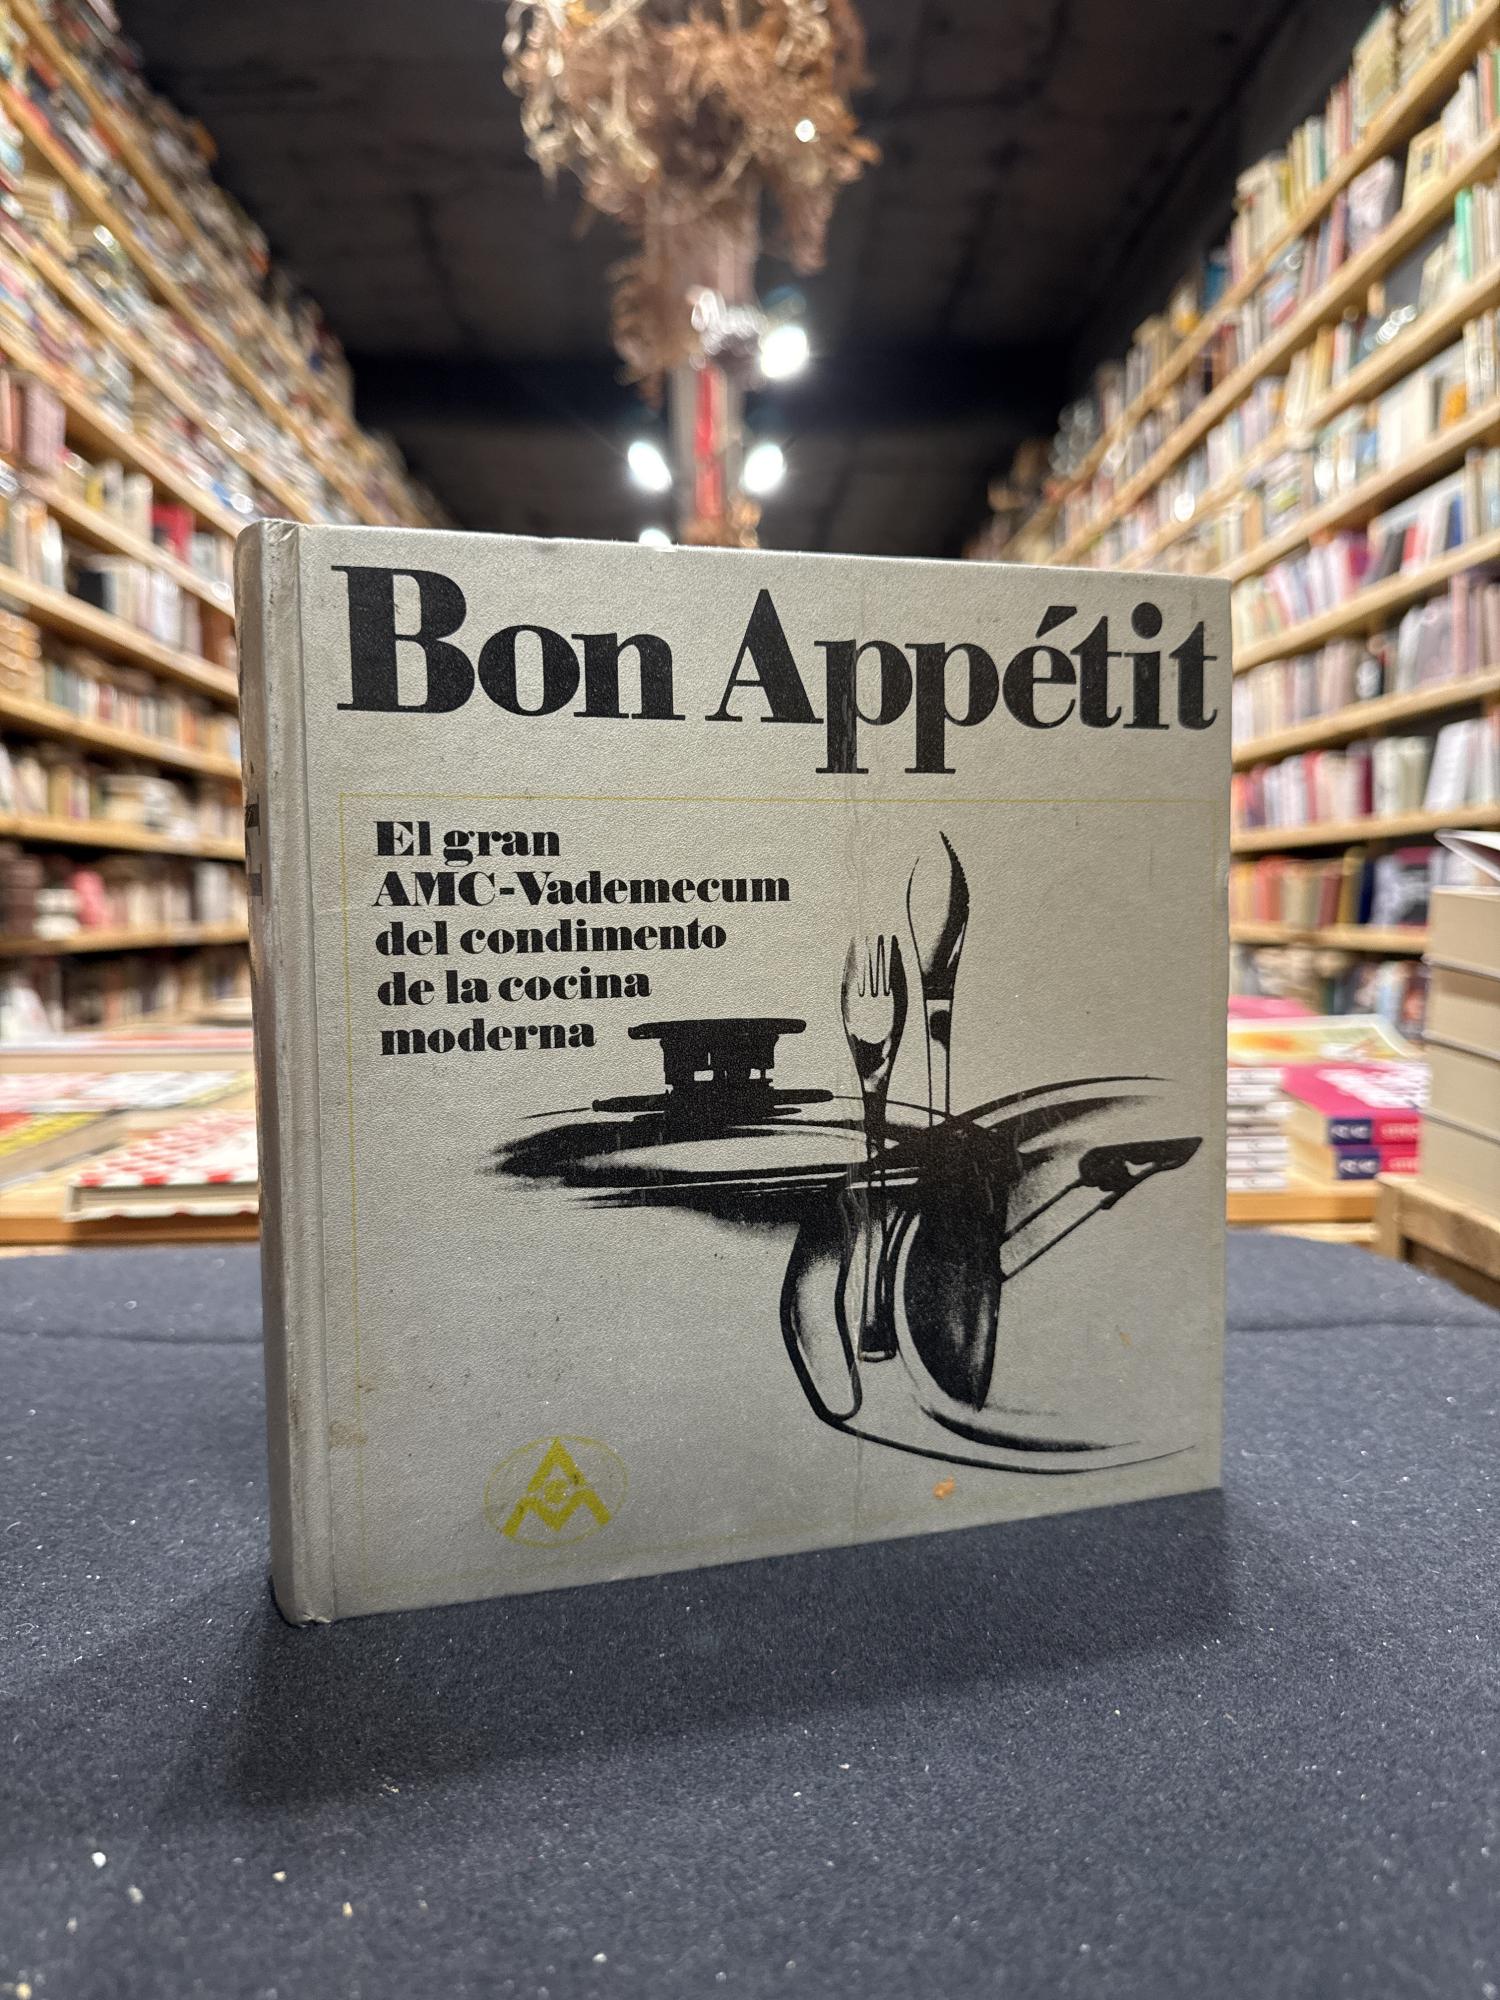 Bon Appétit
El gran
AMC-Vademecum
del condimento
de la cocina
moderna